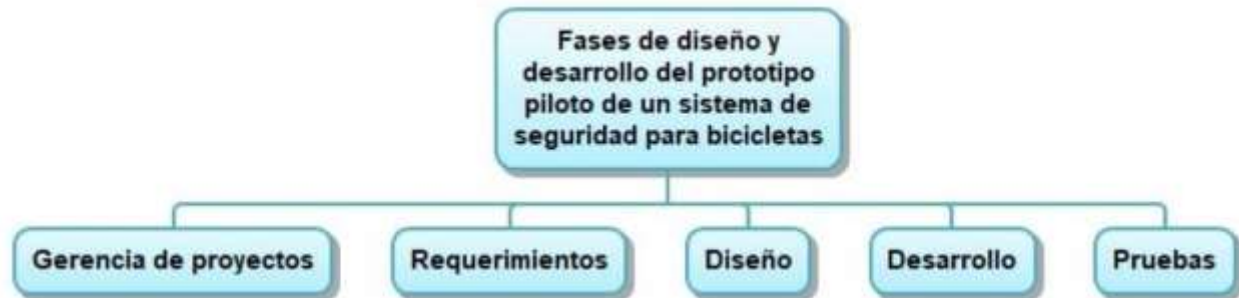 Fases de diseño y
desarrollo del prototipo
piloto de un sistema de
seguridad para bicicletas
Gerencia de proyectos
Requerimientos
Diseño
Desarrollo
Pruebas